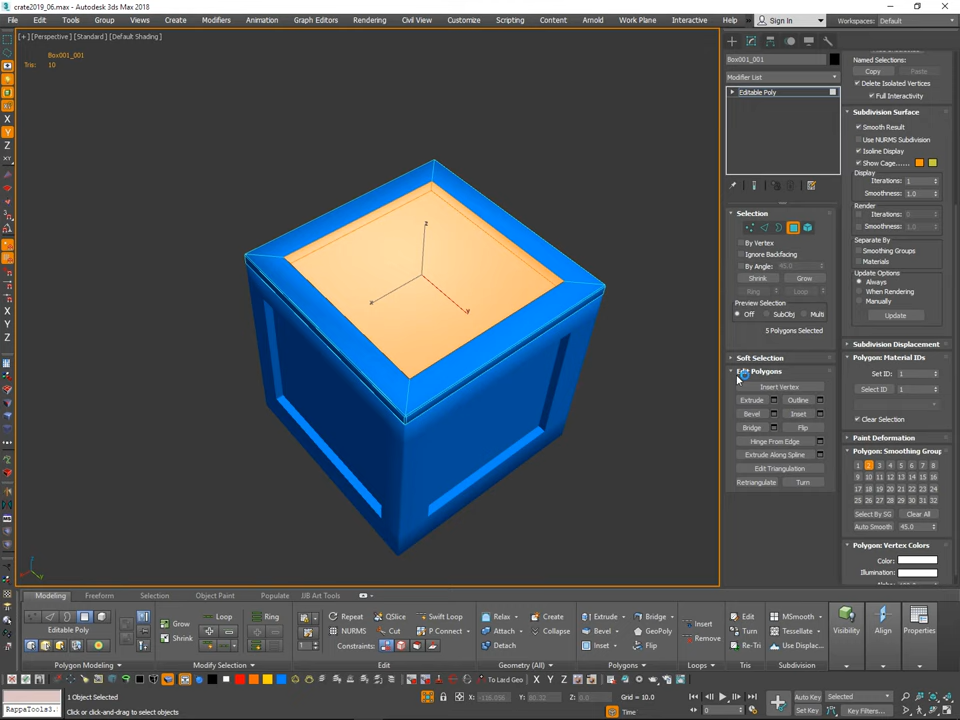 crate2019_06.max - Autodesk 3ds Max 2018
File Edit Tools Group Views Create Modifiers Animation Graph Editors Rendering Civil View Customize Scripting Content Arnold Work Plane Interactive Help Sign In Workspaces: Default
[+] [Perspective] [Standard] [Default Shading]
Box001_001
Tris: 10
Box001_001
Modifier List
Editable Poly
Selection
By Vertex
Ignore Backfacing
By Angle: 45.0
Shrink Grow
Ring Loop
Preview Selection
Off SubObj Multi
5 Polygons Selected
Soft Selection
Edit Polygons
Insert Vertex
Extrude Outline
Bevel Inset
Bridge Flip
Hinge From Edge
Extrude Along Spline
Edit Triangulation
Retriangulate Turn
Named Selections:
Copy Paste
Delete Isolated Vertices
Full Interactivity
Subdivision Surface
Smooth Result
Use NURMS Subdivision
Isoline Display
Show Cage......
Display
Iterations: 1
Smoothness: 1.0
Render
Iterations: 0
Smoothness: 1.0
Separate By
Smoothing Groups
Materials
Update Options
Always
When Rendering
Manually
Update
Subdivision Displacement
Polygon: Material IDs
Set ID: 1
Select ID 1
Clear Selection
Paint Deformation
Polygon: Smoothing Group
1 2 3 4 5 6 7 8
9 10 11 12 13 14 15 16
17 18 19 20 21 22 23 24
25 26 27 28 29 30 31 32
Select By SG Clear All
Auto Smooth 45.0
Polygon: Vertex Colors
Color:
Illumination:
X
Y
Z
XY
X
Y
Z
z
x
y
Modeling Freeform Selection Object Paint Populate JJB Art Tools
Editable Poly
Grow
Shrink
Loop Ring
1
Repeat QSlice Swift Loop
NURMS Cut P Connect
Constraints:
Relax Create
Attach Collapse
Detach
Extrude Bridge
Bevel GeoPoly
Inset Flip
Insert
Remove
Edit
Turn
Re-Tri
MSmooth
Tessellate
Use Displac...
Visibility Align Properties
Polygon Modeling Modify Selection Edit Geometry (All) Polygons Loops Tris Subdivision
To Land Geo X Y Z
RappaTools3.
1 Object Selected
Click or click-and-drag to select objects
X: Y: 80.32 Z: 0.0 Grid = 10.0
Time
0
Auto Key Selected
Set Key Key Filters...